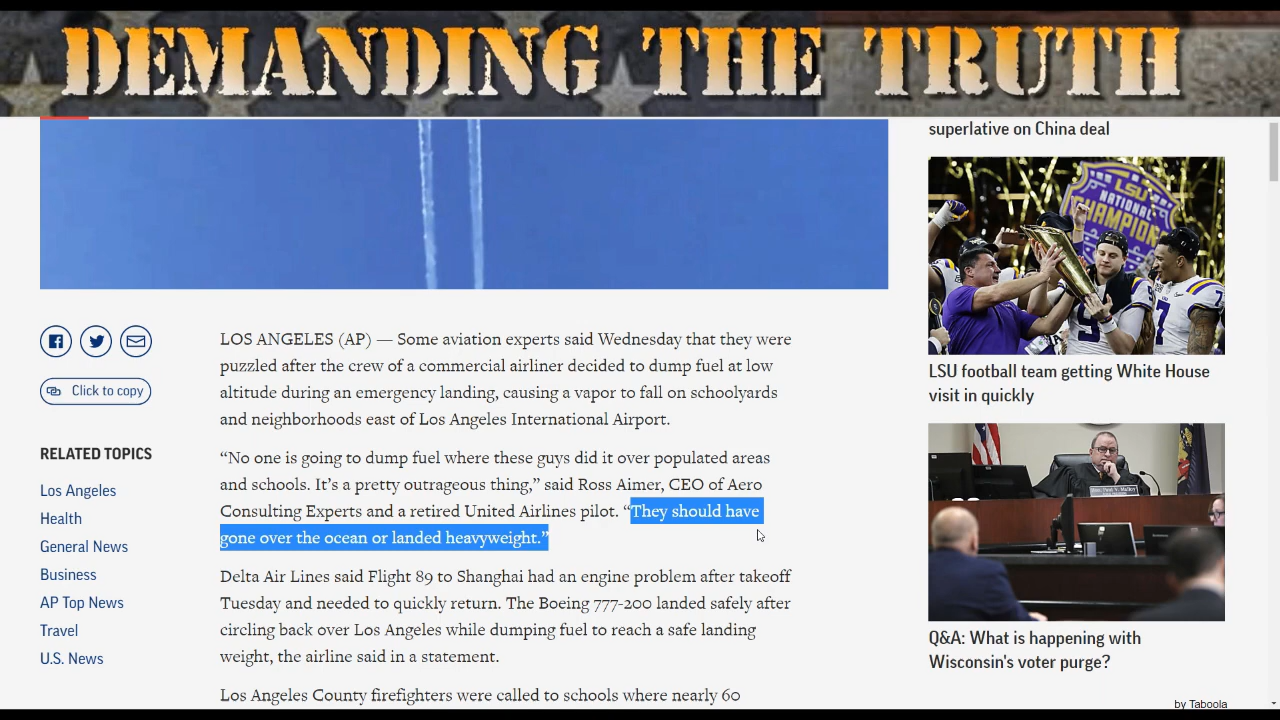 DEMANDING THE TRUTH
superlative on China deal
LSU
NATIONAL
CHAMPION
LSU football team getting White House
visit in quickly
Click to copy
RELATED TOPICS
Los Angeles
Health
General News
Business
AP Top News
Travel
U.S. News
LOS ANGELES (AP) — Some aviation experts said Wednesday that they were
puzzled after the crew of a commercial airliner decided to dump fuel at low
altitude during an emergency landing, causing a vapor to fall on schoolyards
and neighborhoods east of Los Angeles International Airport.
“No one is going to dump fuel where these guys did it over populated areas
and schools. It’s a pretty outrageous thing,” said Ross Aimer, CEO of Aero
Consulting Experts and a retired United Airlines pilot. “They should have
gone over the ocean or landed heavyweight.”
Delta Air Lines said Flight 89 to Shanghai had an engine problem after takeoff
Tuesday and needed to quickly return. The Boeing 777-200 landed safely after
circling back over Los Angeles while dumping fuel to reach a safe landing
weight, the airline said in a statement.
Los Angeles County firefighters were called to schools where nearly 60
Q&A: What is happening with
Wisconsin's voter purge?
by Taboola